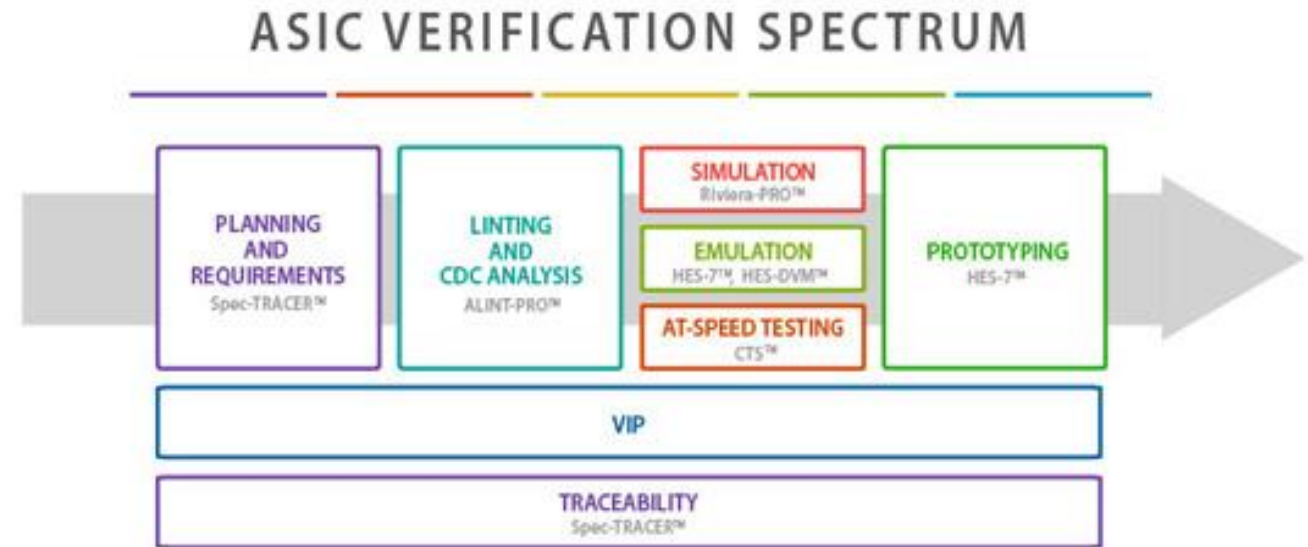 ASIC VERIFICATION SPECTRUM
PLANNING
AND
REQUIREMENTS
Spec-TRACER™
LINTING
AND
CDC ANALYSIS
ALINT-PRO™
SIMULATION
Riviera-PRO™
EMULATION
HES-7™, HES-DVM™
AT-SPEED TESTING
CTS™
PROTOTYPING
HES-7™
VIP
TRACEABILITY
Spec-TRACER™